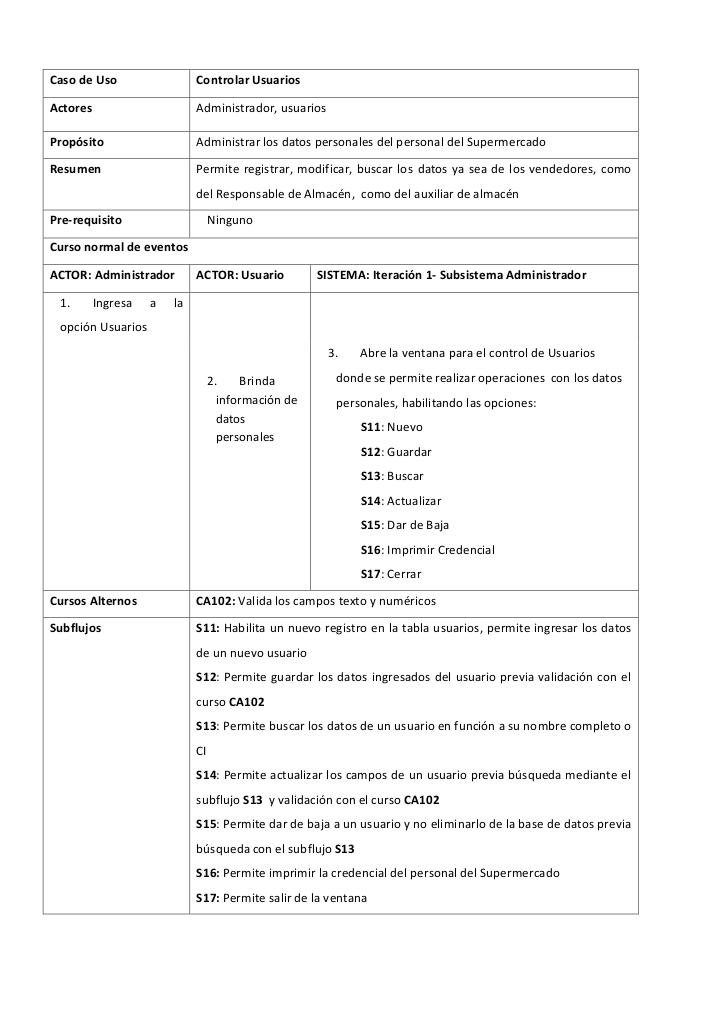 Caso de Uso
Controlar Usuarios
Actores
Administrador, usuarios
Propósito
Administrar los datos personales del personal del Supermercado
Resumen
Permite registrar, modificar, buscar los datos ya sea de los vendedores, como
del Responsable de Almacén, como del auxiliar de almacén
Pre-requisito
Ninguno
Curso normal de eventos
ACTOR: Administrador
ACTOR: Usuario
SISTEMA: Iteración 1- Subsistema Administrador
1. Ingresa a la
opción Usuarios
2. Brinda
información de
datos
personales
3. Abre la ventana para el control de Usuarios
donde se permite realizar operaciones con los datos
personales, habilitando las opciones:
S11: Nuevo
S12: Guardar
S13: Buscar
S14: Actualizar
S15: Dar de Baja
S16: Imprimir Credencial
S17: Cerrar
Cursos Alternos
CA102: Valida los campos texto y numéricos
Subflujos
S11: Habilita un nuevo registro en la tabla usuarios, permite ingresar los datos
de un nuevo usuario
S12: Permite guardar los datos ingresados del usuario previa validación con el
curso CA102
S13: Permite buscar los datos de un usuario en función a su nombre completo o
CI
S14: Permite actualizar los campos de un usuario previa búsqueda mediante el
subflujo S13 y validación con el curso CA102
S15: Permite dar de baja a un usuario y no eliminarlo de la base de datos previa
búsqueda con el subflujo S13
S16: Permite imprimir la credencial del personal del Supermercado
S17: Permite salir de la ventana